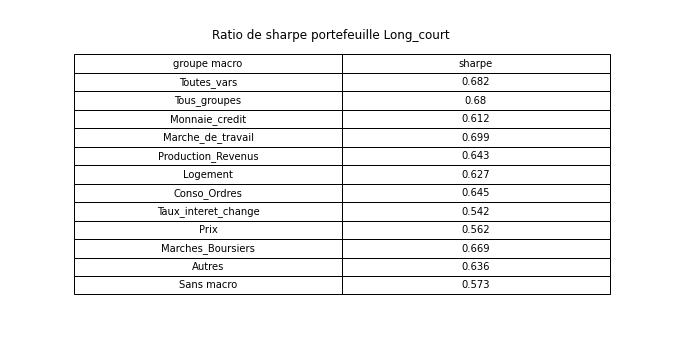 Ratio de sharpe portefeuille Long_court
groupe macro sharpe
Toutes_vars 0.682
Tous_groupes 0.68
Monnaie_credit 0.612
Marche_de_travail 0.699
Production_Revenus 0.643
Logement 0.627
Conso_Ordres 0.645
Taux_interet_change 0.542
Prix 0.562
Marches_Boursiers 0.669
Autres 0.636
Sans macro 0.573